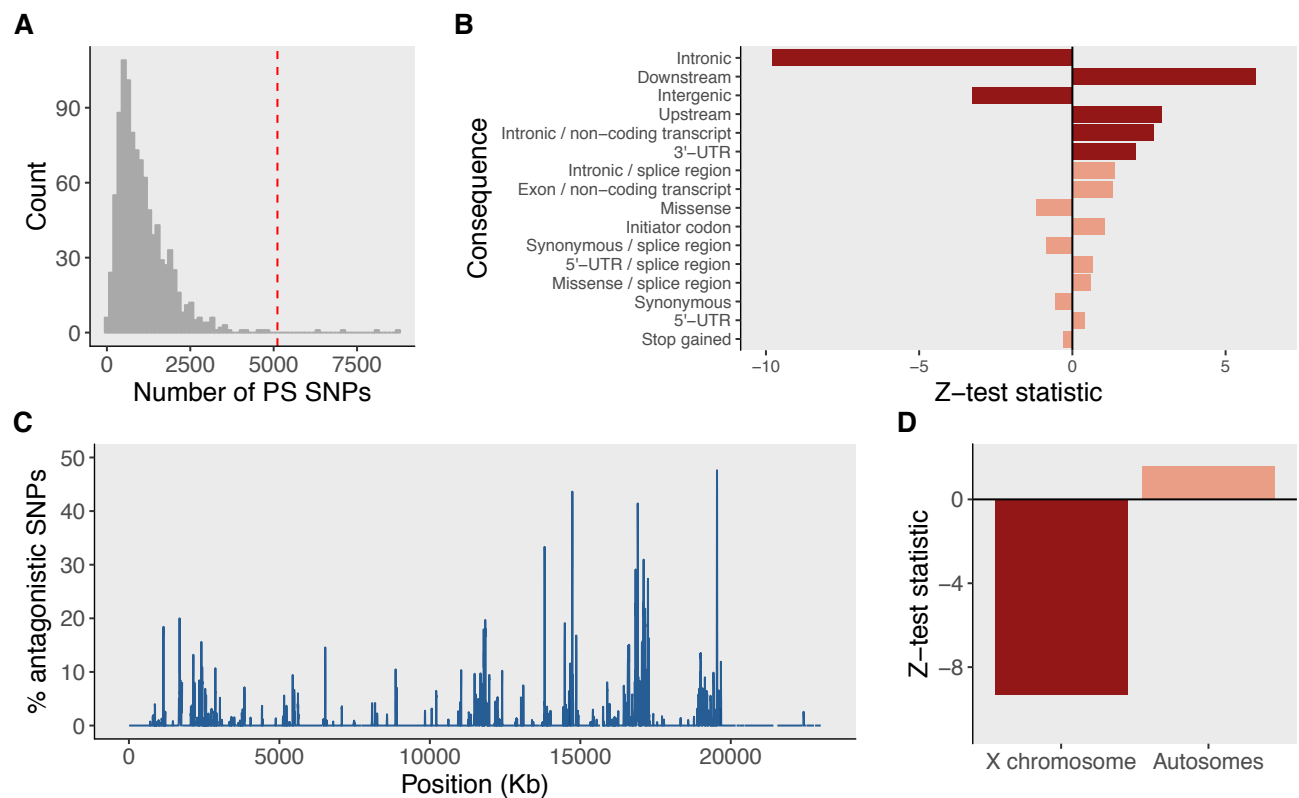 A
Count
90
60
30
0
0
2500
5000
7500
Number of PS SNPs
B
Consequence
Intronic
Downstream
Intergenic
Upstream
Intronic / non−coding transcript
3'−UTR
Intronic / splice region
Exon / non−coding transcript
Missense
Initiator codon
Synonymous / splice region
5'−UTR / splice region
Missense / splice region
Synonymous
5'−UTR
Stop gained
−10
−5
0
5
Z−test statistic
C
% antagonistic SNPs
50
40
30
20
10
0
0
5000
10000
15000
20000
Position (Kb)
D
Z−test statistic
0
−4
−8
X chromosome
Autosomes